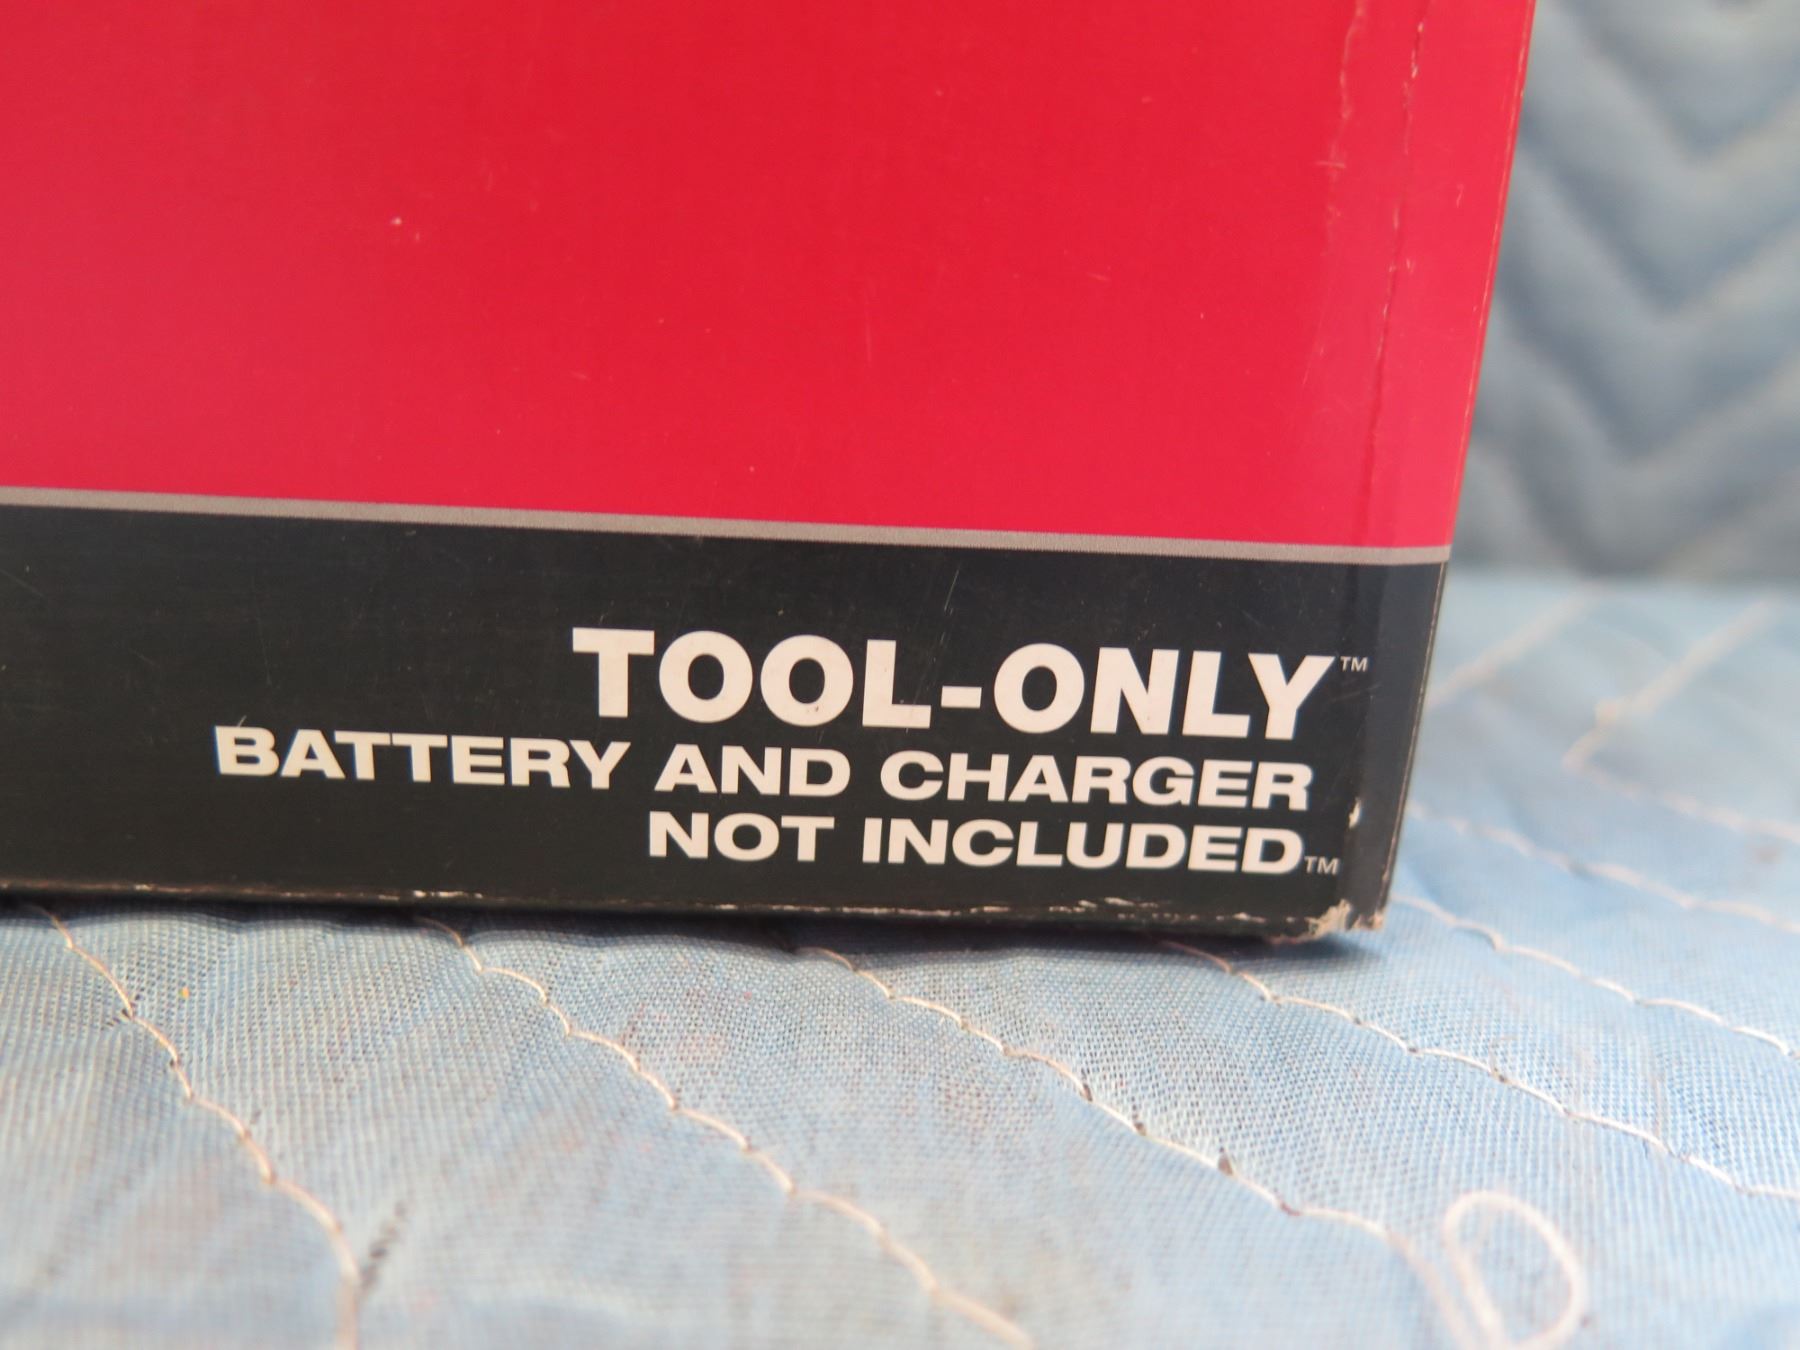 TOOL-ONLY™
BATTERY AND CHARGER
NOT INCLUDED™